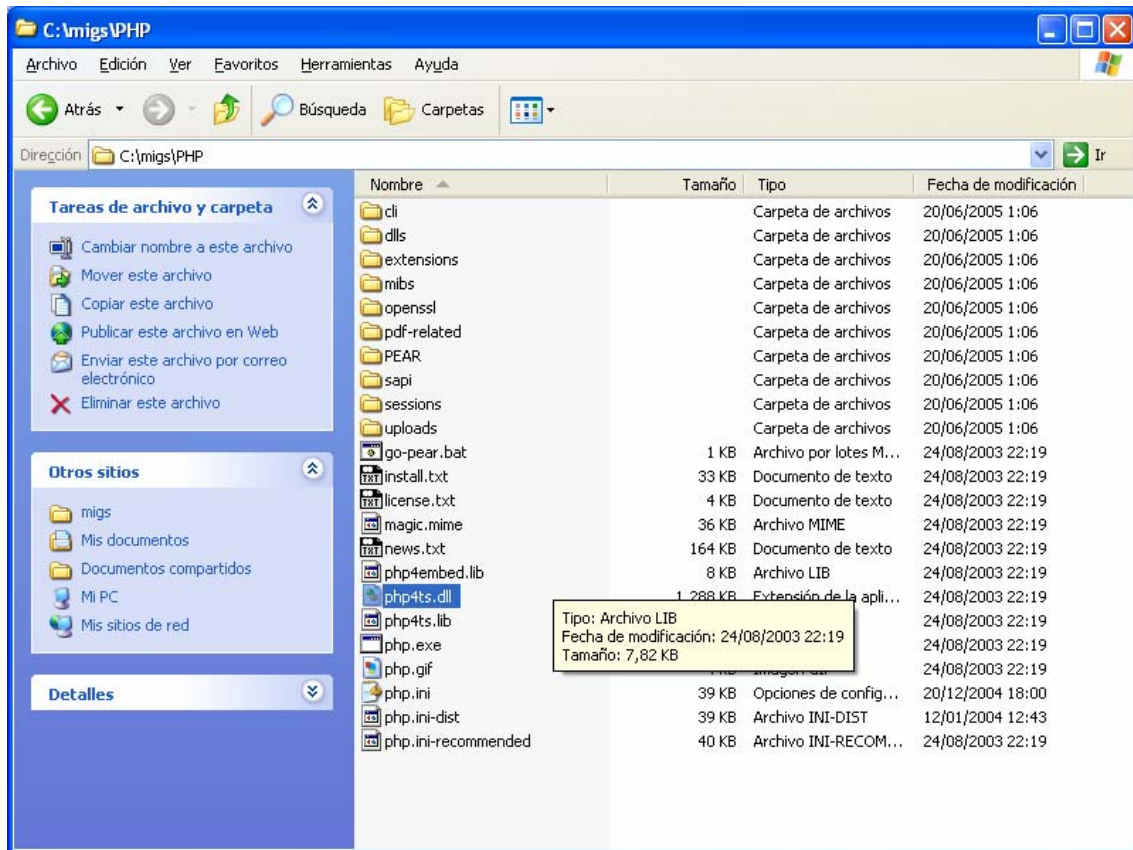 C:\migs\PHP
Archivo Edición Ver Favoritos Herramientas Ayuda
Atrás Búsqueda Carpetas
Dirección C:\migs\PHP Ir
Tareas de archivo y carpeta
Cambiar nombre a este archivo
Mover este archivo
Copiar este archivo
Publicar este archivo en Web
Enviar este archivo por correo
electrónico
Eliminar este archivo
Otros sitios
migs
Mis documentos
Documentos compartidos
Mi PC
Mis sitios de red
Detalles
Nombre Tamaño Tipo Fecha de modificación
cli Carpeta de archivos 20/06/2005 1:06
dlls Carpeta de archivos 20/06/2005 1:06
extensions Carpeta de archivos 20/06/2005 1:06
mibs Carpeta de archivos 20/06/2005 1:06
openssl Carpeta de archivos 20/06/2005 1:06
pdf-related Carpeta de archivos 20/06/2005 1:06
PEAR Carpeta de archivos 20/06/2005 1:06
sapi Carpeta de archivos 20/06/2005 1:06
sessions Carpeta de archivos 20/06/2005 1:06
uploads Carpeta de archivos 20/06/2005 1:06
go-pear.bat 1 KB Archivo por lotes M... 24/08/2003 22:19
install.txt 33 KB Documento de texto 24/08/2003 22:19
license.txt 4 KB Documento de texto 24/08/2003 22:19
magic.mime 36 KB Archivo MIME 24/08/2003 22:19
news.txt 164 KB Documento de texto 24/08/2003 22:19
php4embed.lib 8 KB Archivo LIB 24/08/2003 22:19
php4ts.dll 1.288 KB Extensión de la apli... 24/08/2003 22:19
php4ts.lib 24/08/2003 22:19
php.exe 24/08/2003 22:19
php.gif 24/08/2003 22:19
php.ini 39 KB Opciones de config... 20/12/2004 18:00
php.ini-dist 39 KB Archivo INI-DIST 12/01/2004 12:43
php.ini-recommended 40 KB Archivo INI-RECOM... 24/08/2003 22:19
Tipo: Archivo LIB
Fecha de modificación: 24/08/2003 22:19
Tamaño: 7,82 KB